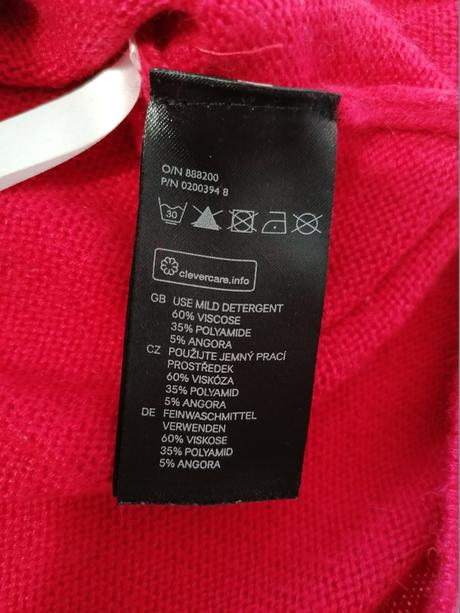 O/N 888200
P/N 0200394 8
30
clevercare.info
GB USE MILD DETERGENT
60% VISCOSE
35% POLYAMIDE
5% ANGORA
CZ POUŽIJTE JEMNÝ PRACÍ
PROSTŘEDEK
60% VISKÓZA
35% POLYAMID
5% ANGORA
DE FEINWASCHMITTEL
VERWENDEN
60% VISKOSE
35% POLYAMID
5% ANGORA